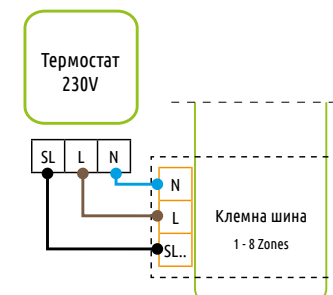 Термостат
230V
SL L N
N
L
SL..
Клемна шина
1 - 8 Zones